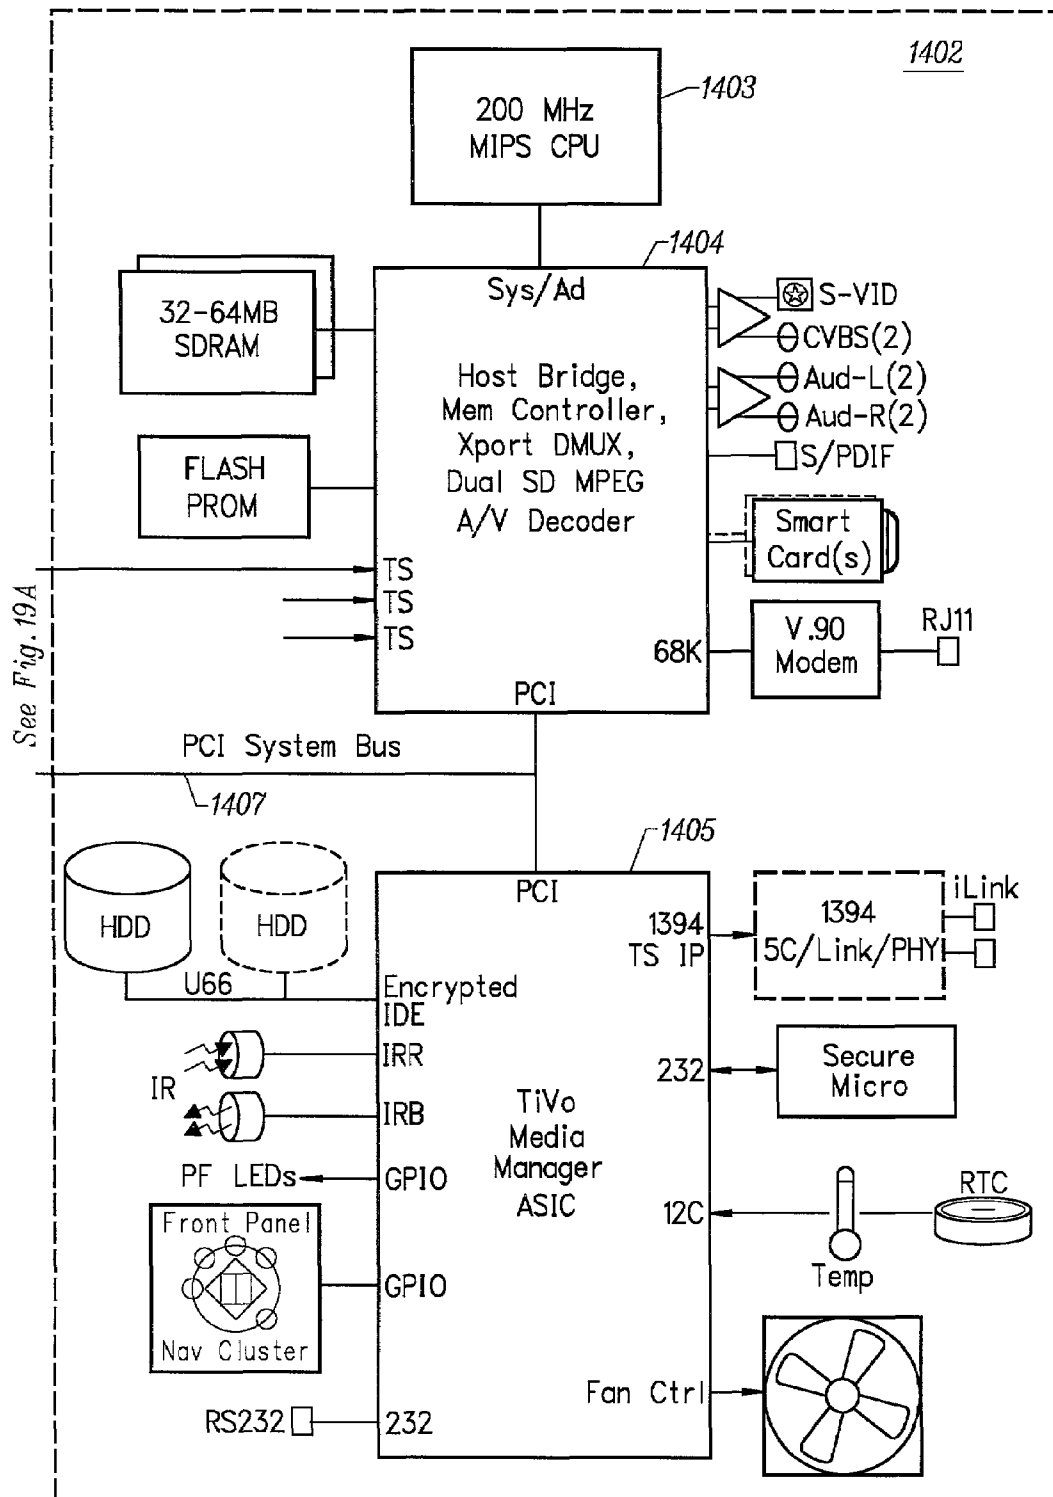 1402
1403
200 MHz
MIPS CPU
1404
Sys/Ad
32-64MB
SDRAM
S-VID
CVBS(2)
Host Bridge,
Mem Controller,
Xport DMUX,
Dual SD MPEG
A/V Decoder
Aud-L(2)
Aud-R(2)
S/PDIF
FLASH
PROM
Smart
Card(s)
TS
TS
TS
See Fig. 19A
68K
V.90
Modem
RJ11
PCI
PCI System Bus
1407
1405
HDD
HDD
U66
PCI
1394
TS IP
1394
5C/Link/PHY
iLink
Encrypted
IDE
IR
IRR
IRB
232
Secure
Micro
TiVo
Media
Manager
ASIC
PF LEDs
GPIO
12C
Temp
RTC
Front Panel
Nav Cluster
GPIO
Fan Ctrl
RS232
232